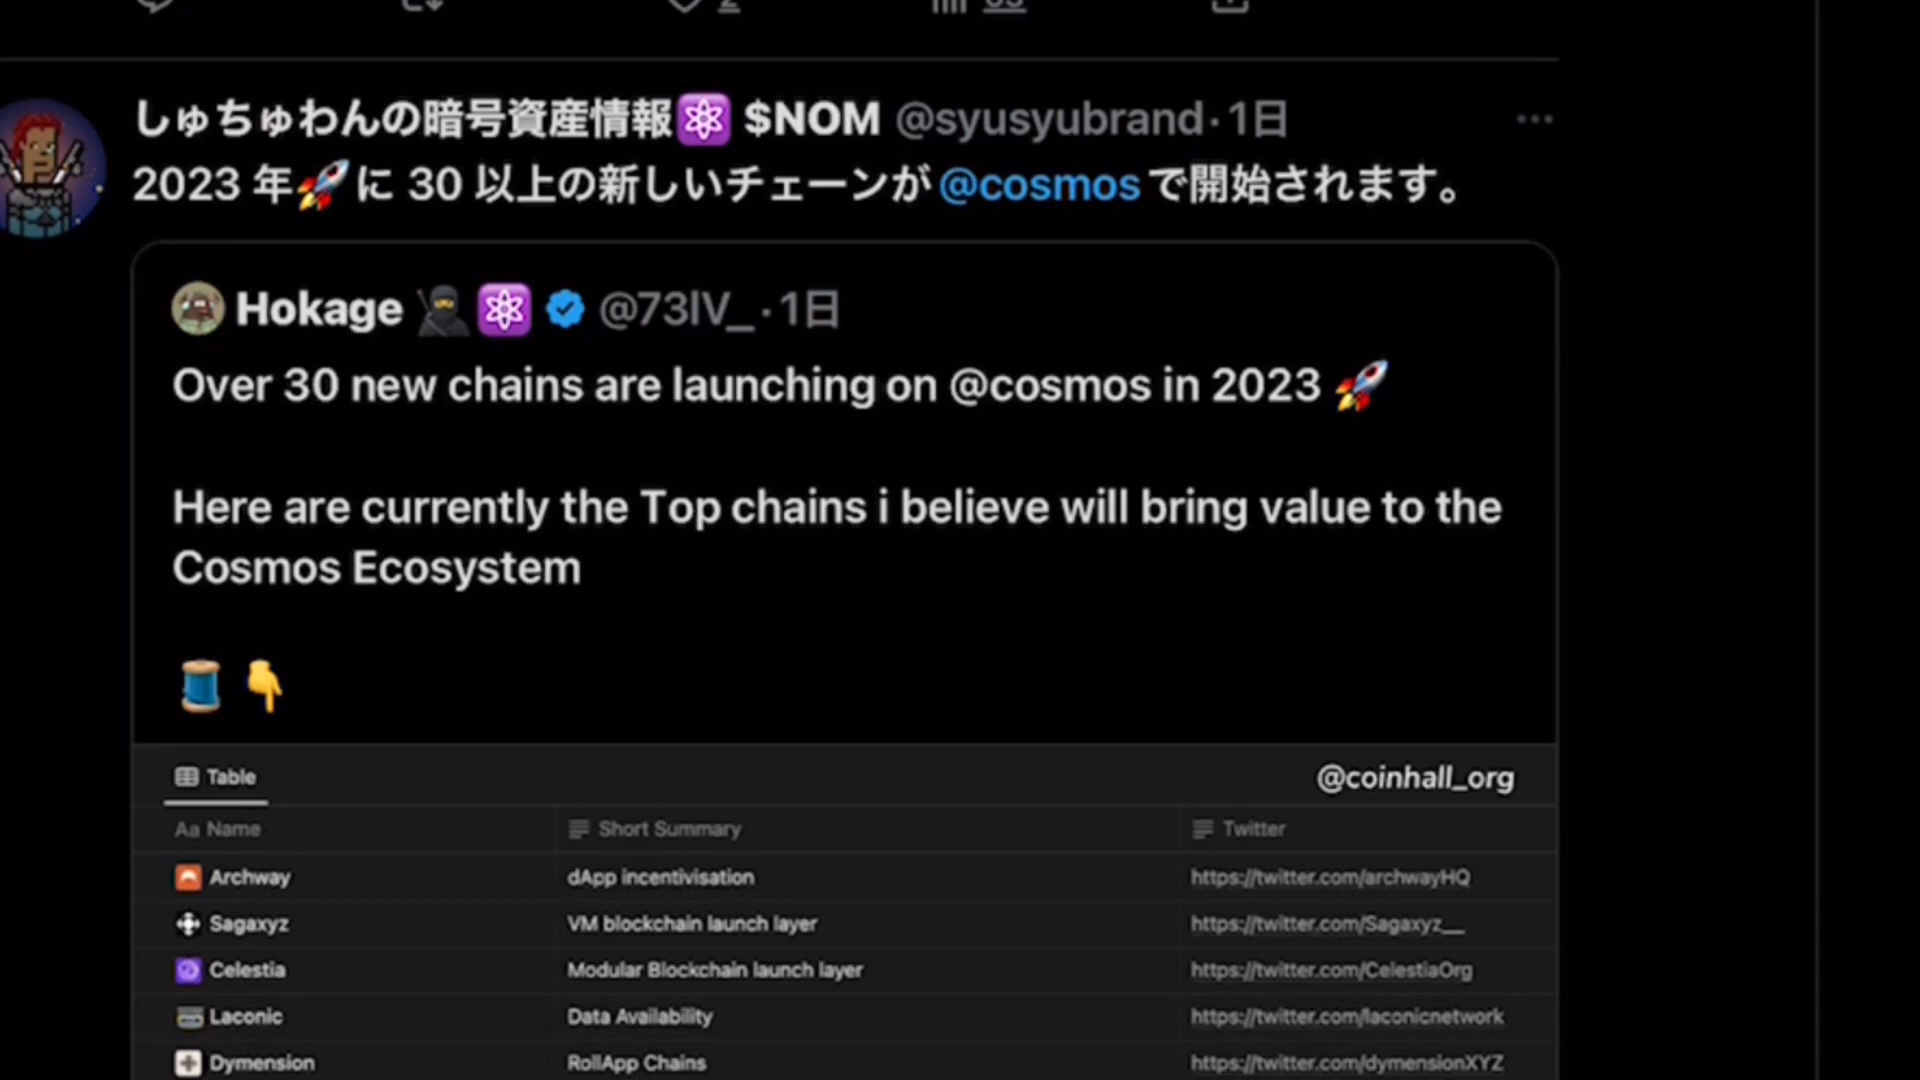 しゅちゅわんの暗号資産情報⚛️ $NOM @syusyubrand·1日
2023 年🚀に 30 以上の新しいチェーンが @cosmos で開始されます。
Hokage 🥷⚛️ @73lV_·1日
Over 30 new chains are launching on @cosmos in 2023 🚀
Here are currently the Top chains i believe will bring value to the
Cosmos Ecosystem
🧵 👇
Table @coinhall_org
Aa Name Short Summary Twitter
Archway dApp incentivisation https://twitter.com/archwayHQ
Sagaxyz VM blockchain launch layer https://twitter.com/Sagaxyz__
Celestia Modular Blockchain launch layer https://twitter.com/CelestiaOrg
Laconic Data Availability https://twitter.com/laconicnetwork
Dymension RollApp Chains https://twitter.com/dymensionXYZ